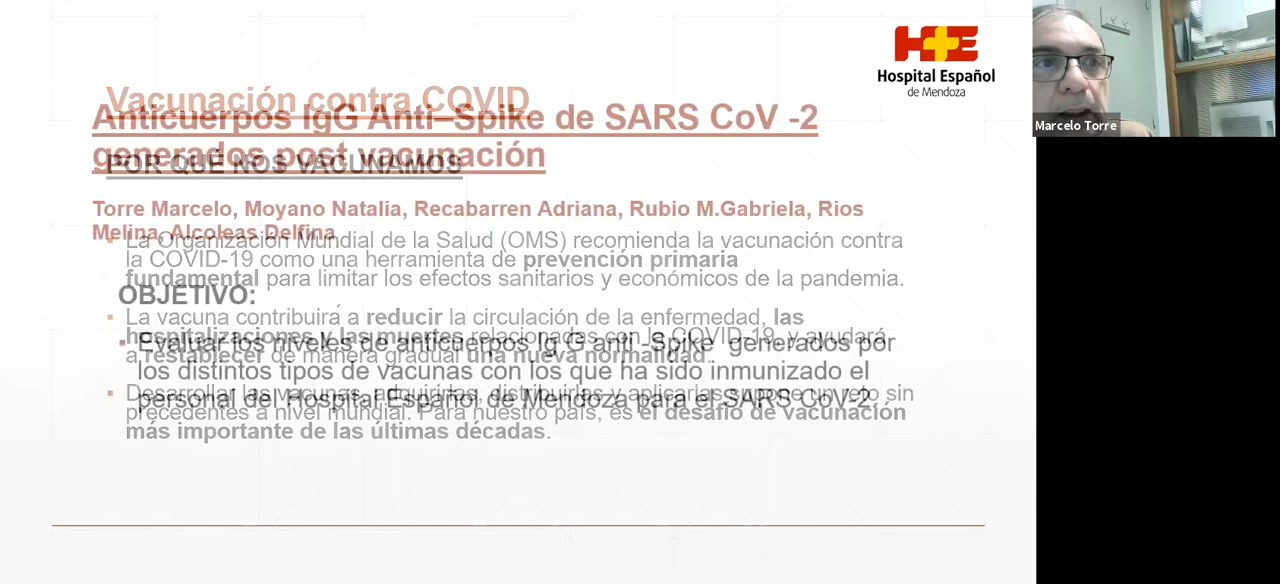 Vacunación contra COVID
Anticuerpos IgG Anti–Spike de SARS CoV -2
generados post vacunación
POR QUÉ NOS VACUNAMOS
Torre Marcelo, Moyano Natalia, Recabarren Adriana, Rubio M.Gabriela, Rios
Melina, Alcoleas Delfina
La Organización Mundial de la Salud (OMS) recomienda la vacunación contra
la COVID-19 como una herramienta de prevención primaria
fundamental para limitar los efectos sanitarios y económicos de la pandemia.
OBJETIVO:
La vacuna contribuirá a reducir la circulación de la enfermedad, las
hospitalizaciones y las muertes relacionadas con la COVID-19, y ayudará
a restablecer de manera gradual una nueva normalidad.
Evaluar los niveles de anticuerpos Ig G anti -Spike generados por
los distintos tipos de vacunas con los que ha sido inmunizado el
personal del Hospital Español de Mendoza para el SARS CoV-2 .
Desarrollar las vacunas, adquirirlas, distribuirlas y aplicarlas supone un reto sin
precedentes a nivel mundial. Para nuestro país, es el desafío de vacunación
más importante de las últimas décadas.
HE
Hospital Español
de Mendoza
Marcelo Torre